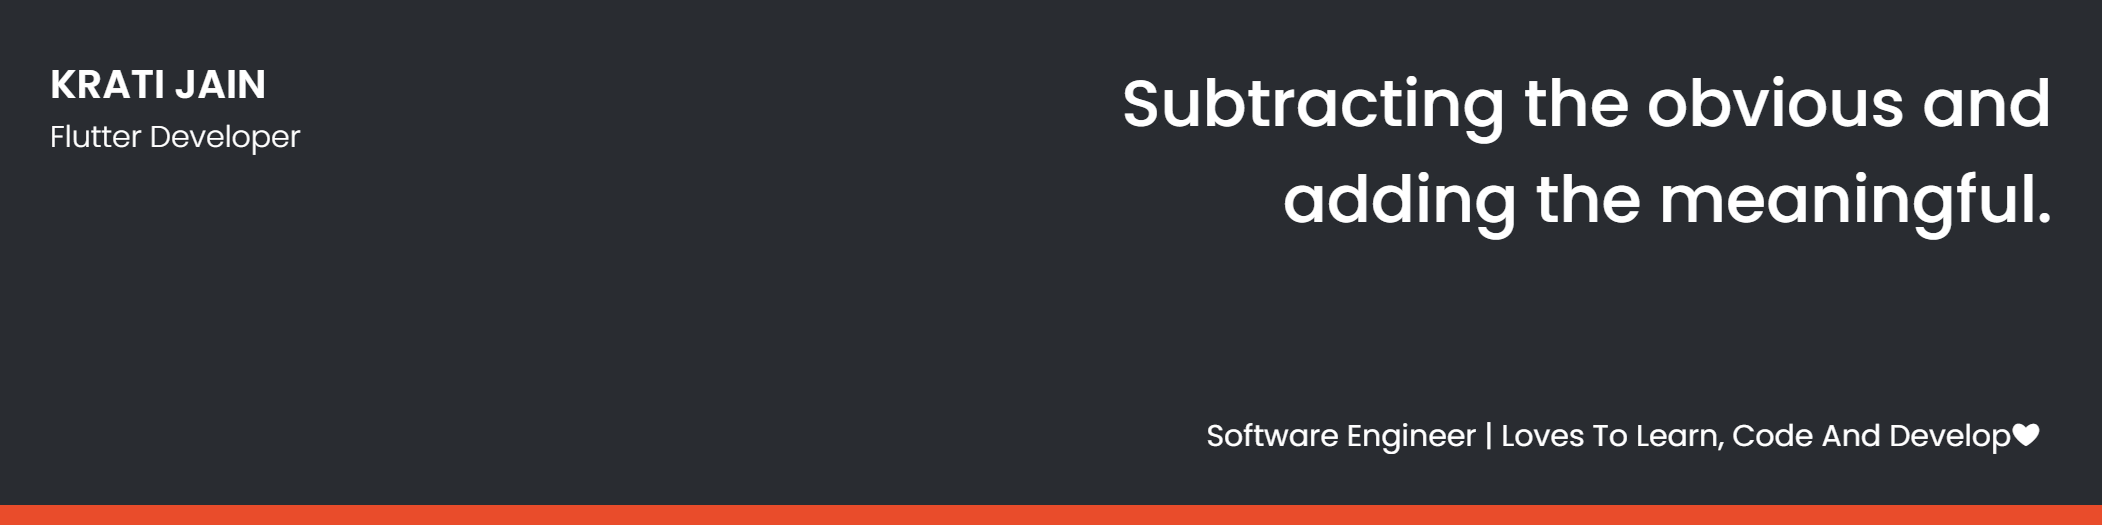 KRATI JAIN
Flutter Developer
Subtracting the obvious and
adding the meaningful.
Software Engineer | Loves To Learn, Code And Develop♥